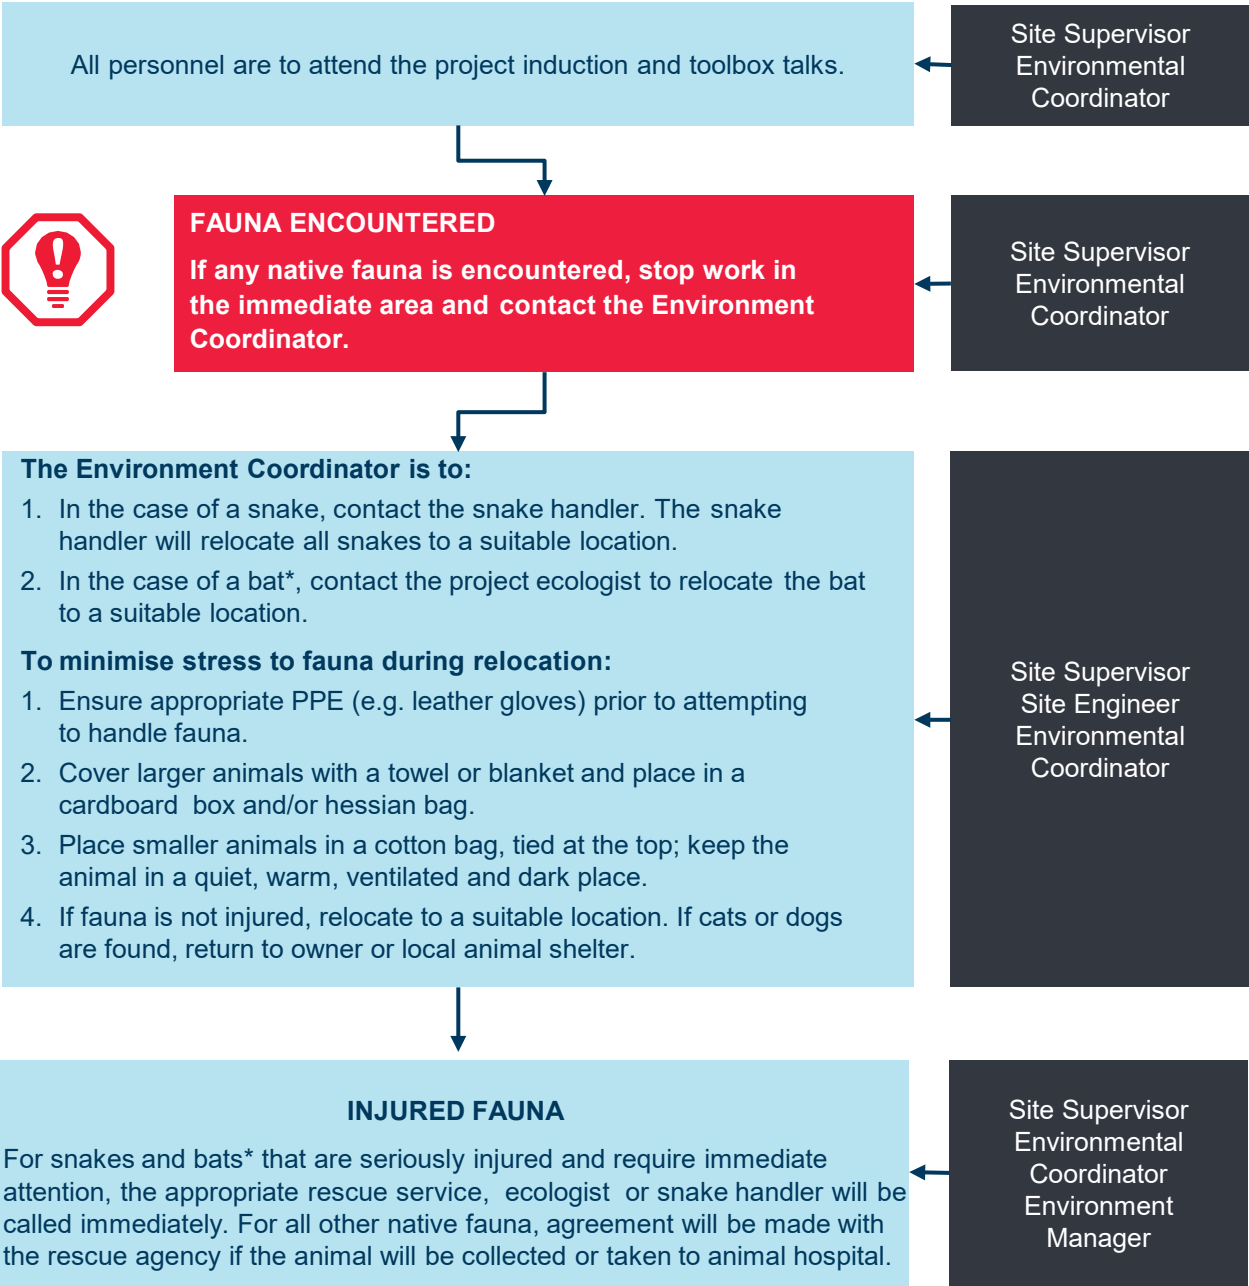 All personnel are to attend the project induction and toolbox talks.
Site Supervisor
Environmental
Coordinator
FAUNA ENCOUNTERED
If any native fauna is encountered, stop work in
the immediate area and contact the Environment
Coordinator.
Site Supervisor
Environmental
Coordinator
The Environment Coordinator is to:
1. In the case of a snake, contact the snake handler. The snake
handler will relocate all snakes to a suitable location.
2. In the case of a bat*, contact the project ecologist to relocate the bat
to a suitable location.
To minimise stress to fauna during relocation:
1. Ensure appropriate PPE (e.g. leather gloves) prior to attempting
to handle fauna.
2. Cover larger animals with a towel or blanket and place in a
cardboard box and/or hessian bag.
3. Place smaller animals in a cotton bag, tied at the top; keep the
animal in a quiet, warm, ventilated and dark place.
4. If fauna is not injured, relocate to a suitable location. If cats or dogs
are found, return to owner or local animal shelter.
Site Supervisor
Site Engineer
Environmental
Coordinator
INJURED FAUNA
For snakes and bats* that are seriously injured and require immediate
attention, the appropriate rescue service, ecologist or snake handler will be
called immediately. For all other native fauna, agreement will be made with
the rescue agency if the animal will be collected or taken to animal hospital.
Site Supervisor
Environmental
Coordinator
Environment
Manager